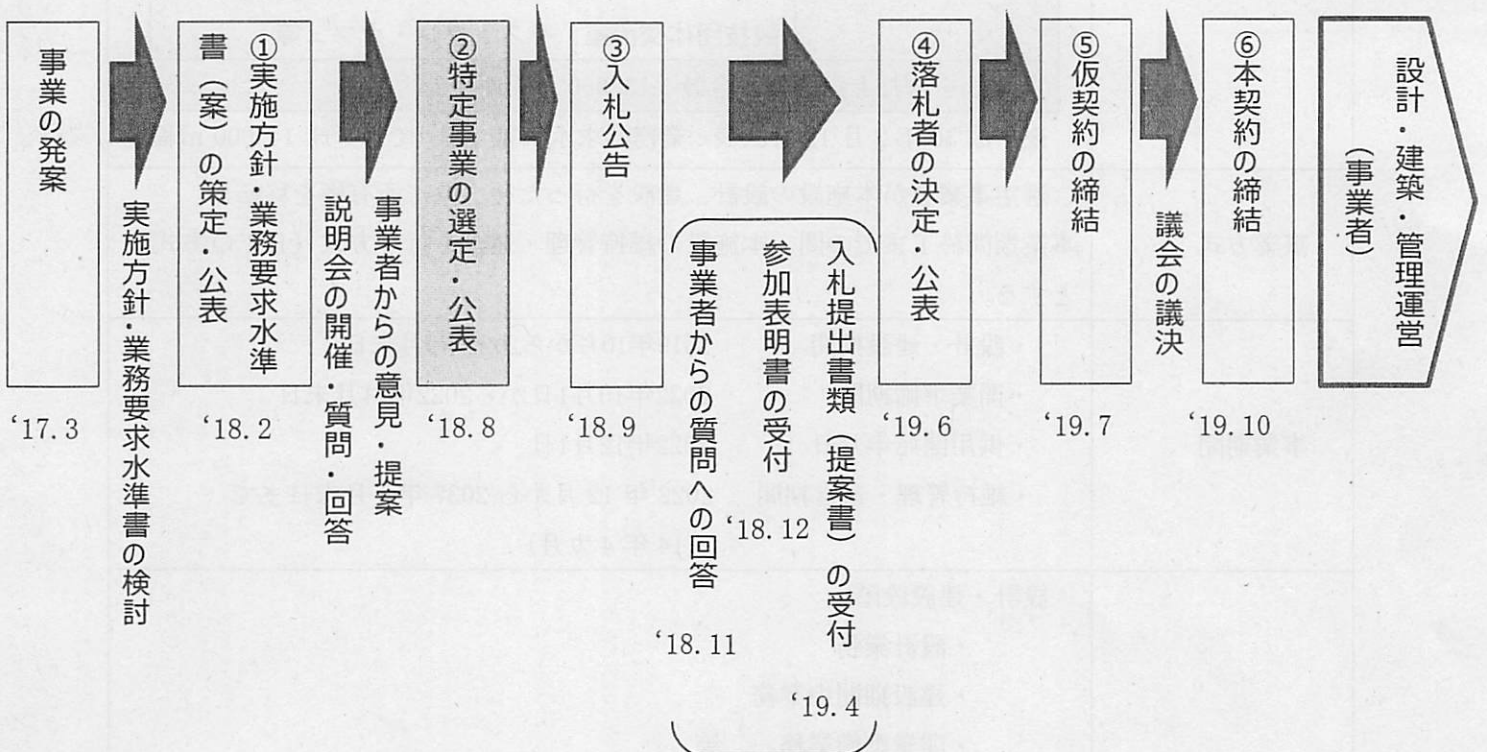 事業の発案
‘17.3
実施方針・業務要求水準書の検討
①実施方針・業務要求水準
書（案）の策定・公表
‘18.2
事業者からの意見・提案
説明会の開催・質問・回答
②特定事業の選定・公表
‘18.8
③入札公告
‘18.9
事業者からの質問への回答
‘18.11
参加表明書の受付
‘18.12
入札提出書類（提案書）の受付
‘19.4
④落札者の決定・公表
‘19.6
⑤仮契約の締結
‘19.7
議会の議決
⑥本契約の締結
‘19.10
設計・建築・管理運営
（事業者）